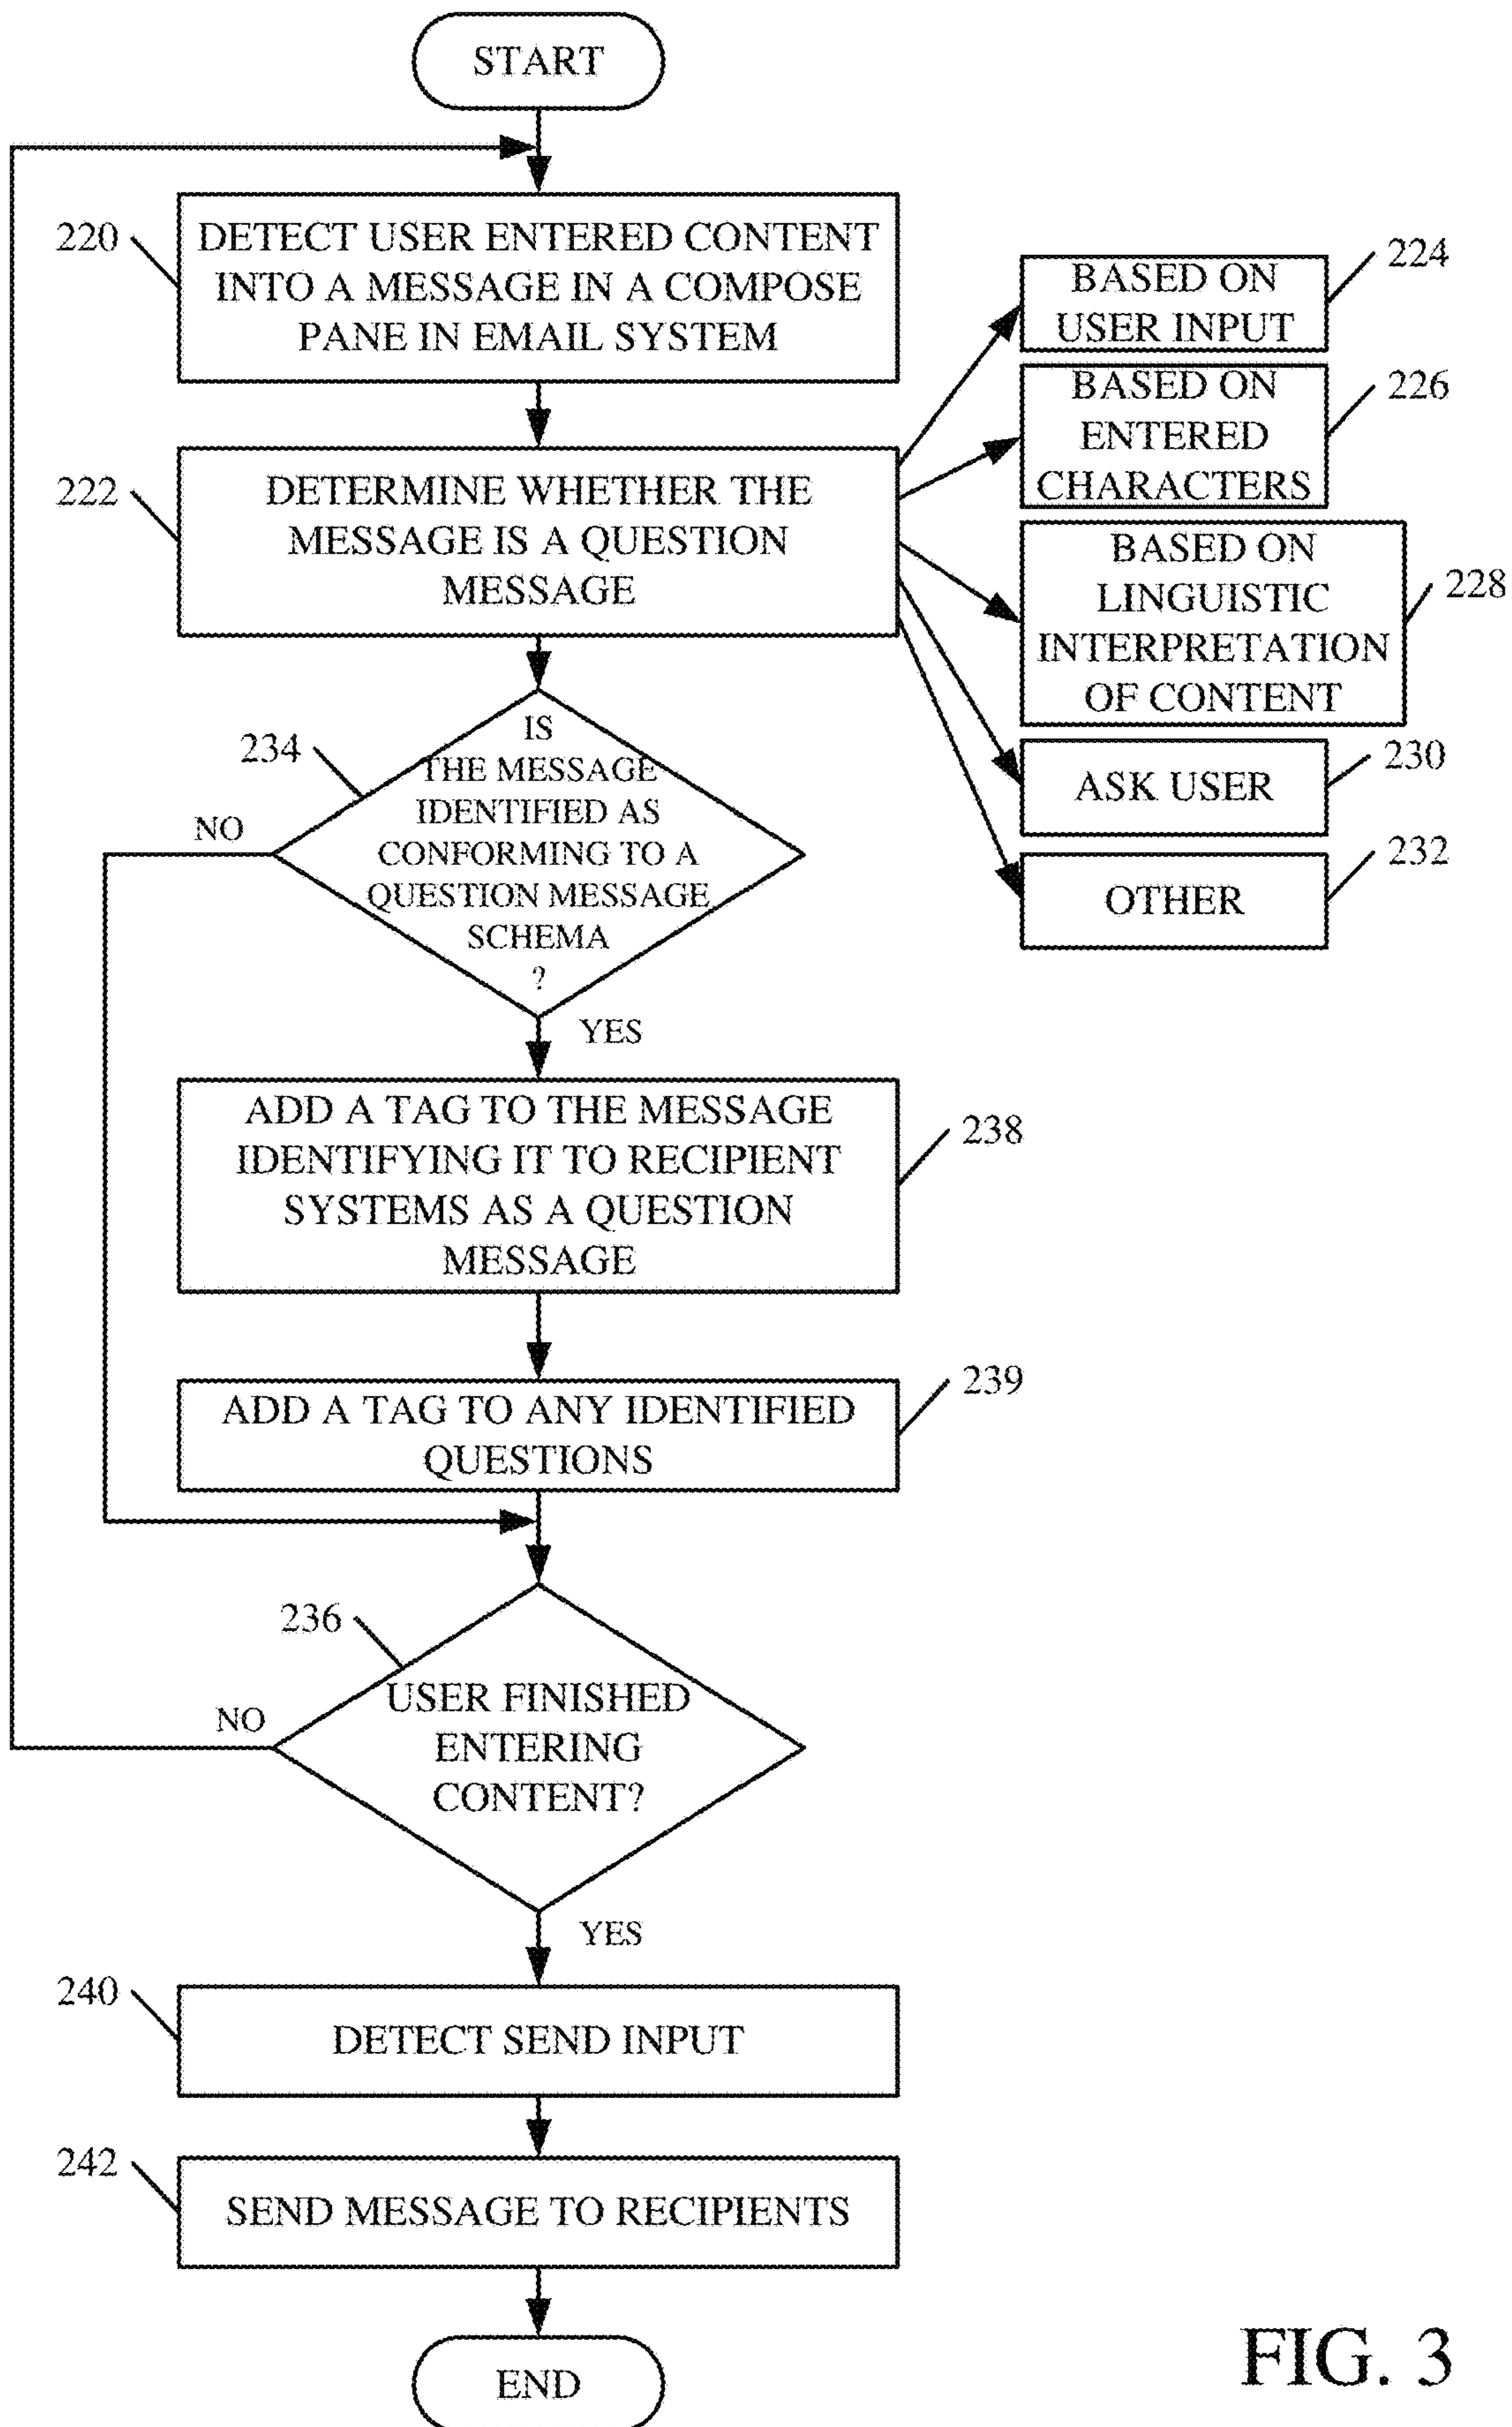 START
220
DETECT USER ENTERED CONTENT
INTO A MESSAGE IN A COMPOSE
PANE IN EMAIL SYSTEM
222
DETERMINE WHETHER THE
MESSAGE IS A QUESTION
MESSAGE
224
BASED ON
USER INPUT
226
BASED ON
ENTERED
CHARACTERS
228
BASED ON
LINGUISTIC
INTERPRETATION
OF CONTENT
230
ASK USER
232
OTHER
234
IS
THE MESSAGE
IDENTIFIED AS
CONFORMING TO A
QUESTION MESSAGE
SCHEMA
?
NO
YES
238
ADD A TAG TO THE MESSAGE
IDENTIFYING IT TO RECIPIENT
SYSTEMS AS A QUESTION
MESSAGE
239
ADD A TAG TO ANY IDENTIFIED
QUESTIONS
236
USER FINISHED
ENTERING
CONTENT?
NO
YES
240
DETECT SEND INPUT
242
SEND MESSAGE TO RECIPIENTS
END
FIG. 3